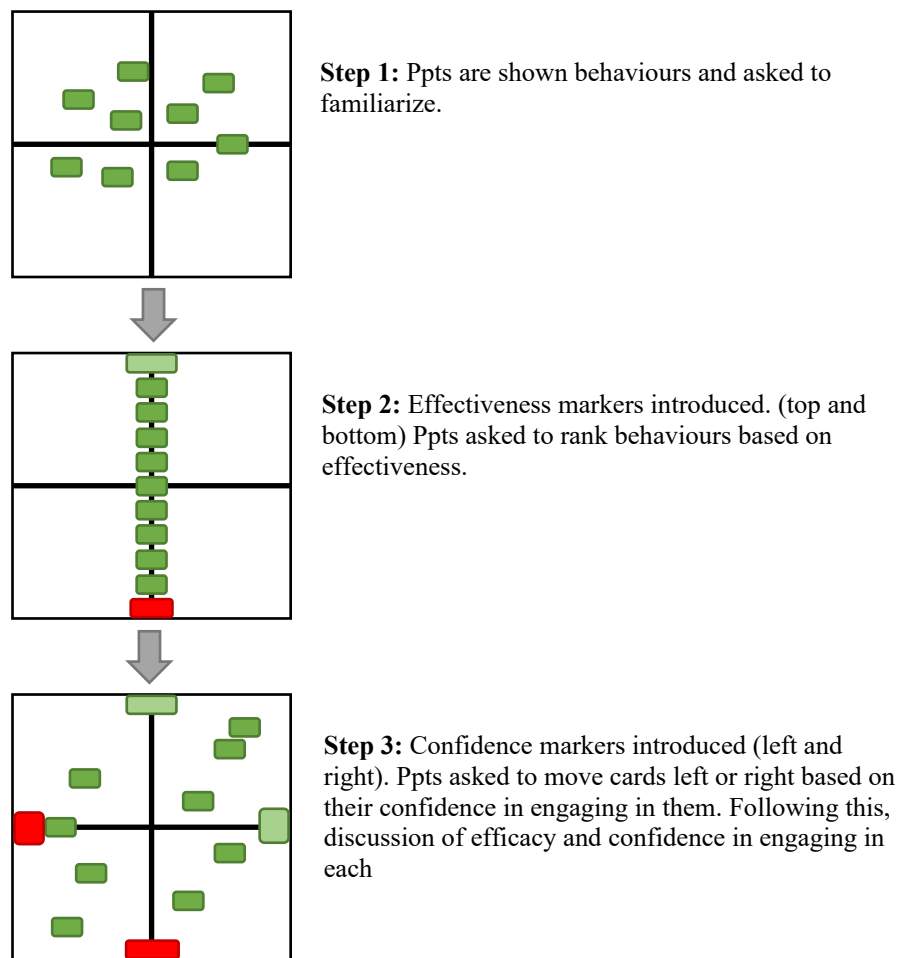 Step 1: Ppts are shown behaviours and asked to
familiarize.
Step 2: Effectiveness markers introduced. (top and
bottom) Ppts asked to rank behaviours based on
effectiveness.
Step 3: Confidence markers introduced (left and
right). Ppts asked to move cards left or right based on
their confidence in engaging in them. Following this,
discussion of efficacy and confidence in engaging in
each